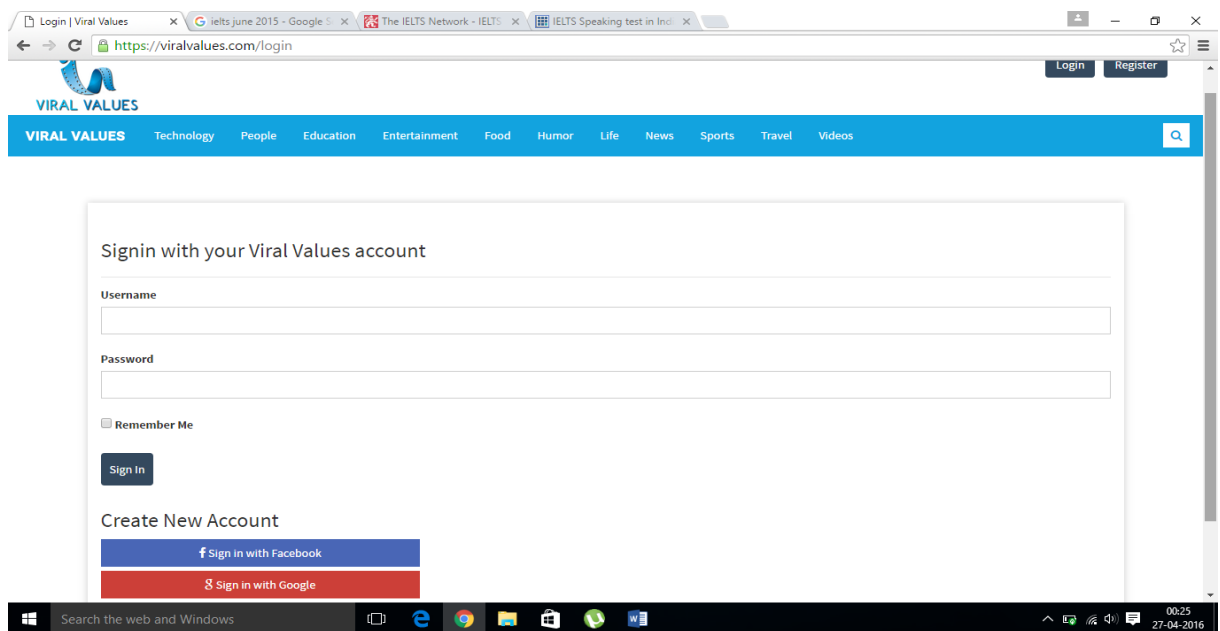 Login | Viral Values
ielts june 2015 - Google S
The IELTS Network - IELTS
IELTS Speaking test in Indi
https://viralvalues.com/login
Login Register
VIRAL VALUES
VIRAL VALUES Technology People Education Entertainment Food Humor Life News Sports Travel Videos
Signin with your Viral Values account
Username
Password
Remember Me
Sign In
Create New Account
f Sign in with Facebook
g Sign in with Google
Search the web and Windows
00:25
27-04-2016